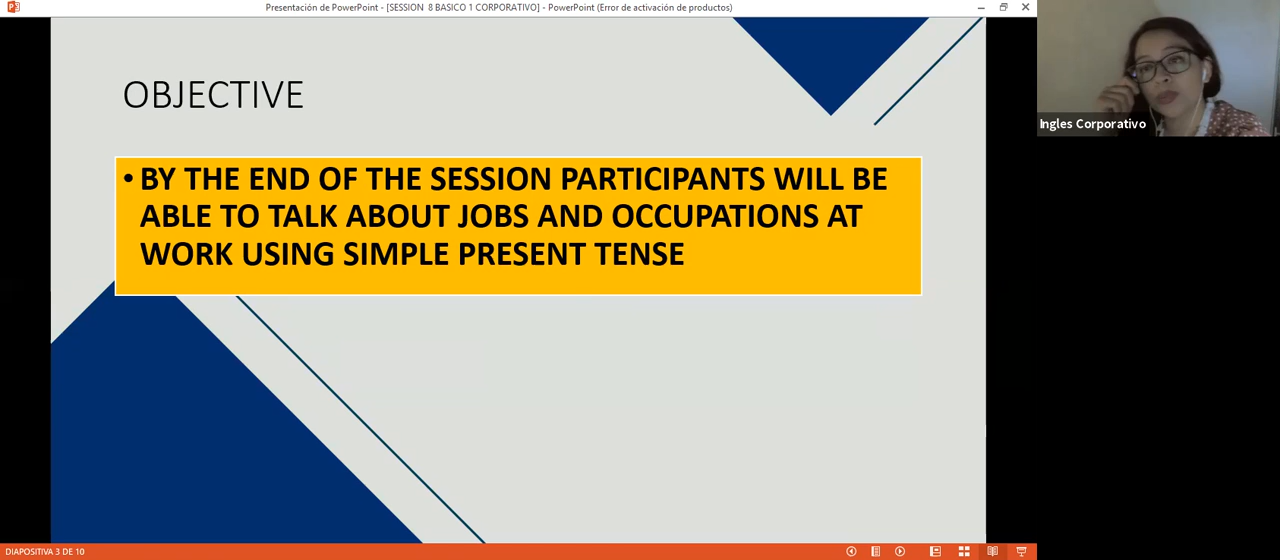 Presentación de PowerPoint - [SESSION  8 BASICO 1 CORPORATIVO] - PowerPoint (Error de activación de productos)
OBJECTIVE
• BY THE END OF THE SESSION PARTICIPANTS WILL BE
ABLE TO TALK ABOUT JOBS AND OCCUPATIONS AT
WORK USING SIMPLE PRESENT TENSE
Ingles Corporativo
DIAPOSITIVA 3 DE 10